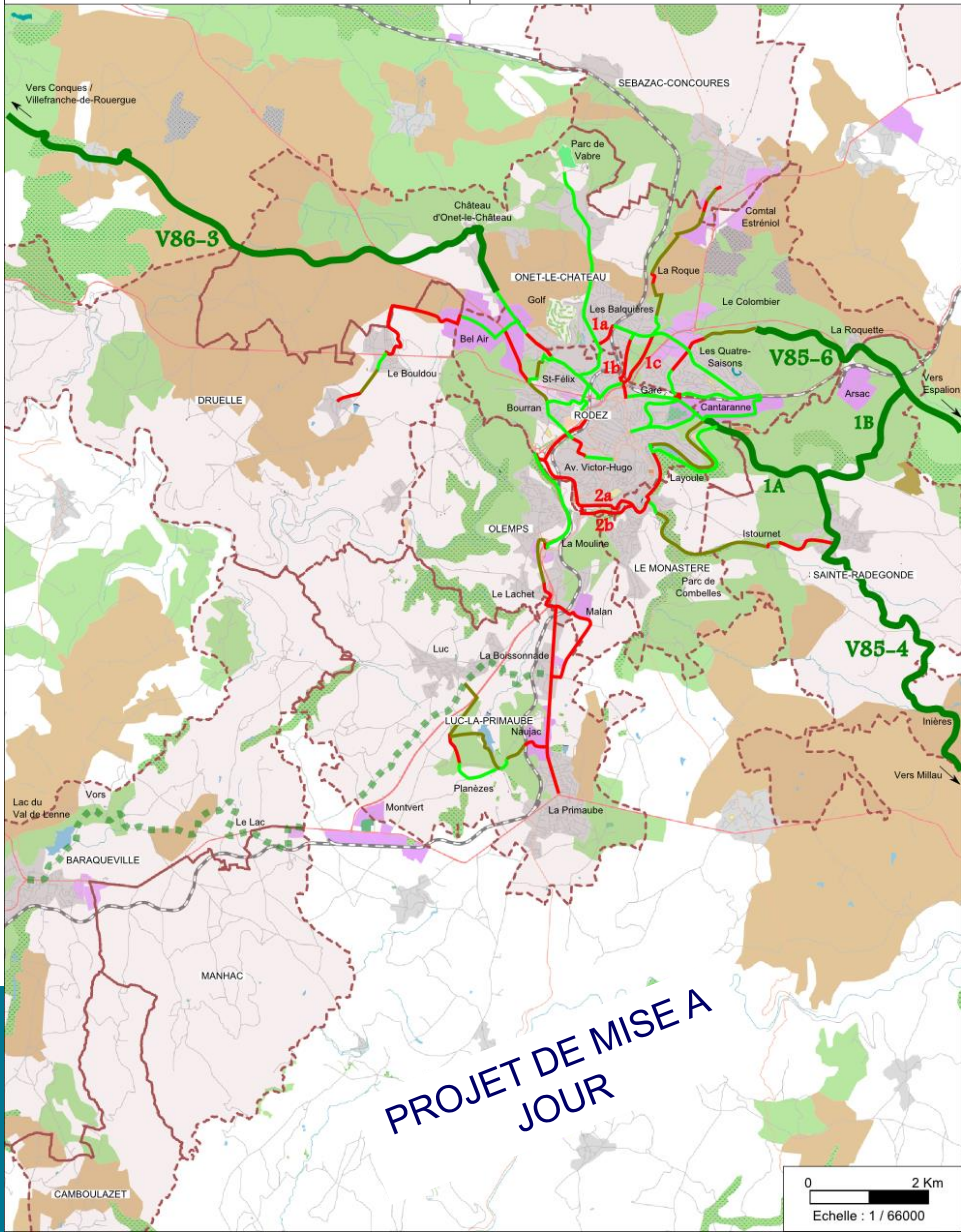 SEBAZAC-CONCOURES
Vers Conques /
Villefranche-de-Rouergue
Parc de
Vabre
Château
d'Onet-le-Château
Comtal
Estréniol
V86-3
La Roque
ONET-LE-CHATEAU
Golf
Les Balquières
Le Colombier
1a
La Roquette
Bel Air
1b
1c
Les Quatre-
Saisons
V85-6
Le Bouldou
St-Félix
Gare
Vers
Espalion
DRUELLE
Bourran
Cantaranne
Arsac
RODEZ
1B
Av. Victor-Hugo
Layoule
1A
2a
2b
OLEMPS
Istournet
La Mouline
LE MONASTERE
SAINTE-RADEGONDE
Parc de
Combelles
Le Lachet
Malan
Luc
La Boissonnade
V85-4
LUC-LA-PRIMAUBE
Naujac
Inières
Vers Millau
Planèzes
Vors
Lac du
Val de Lenne
Montvert
La Primaube
Le Lac
BARAQUEVILLE
MANHAC
PROJET DE MISE A
JOUR
CAMBOULAZET
0 2 Km
Echelle : 1 / 66000